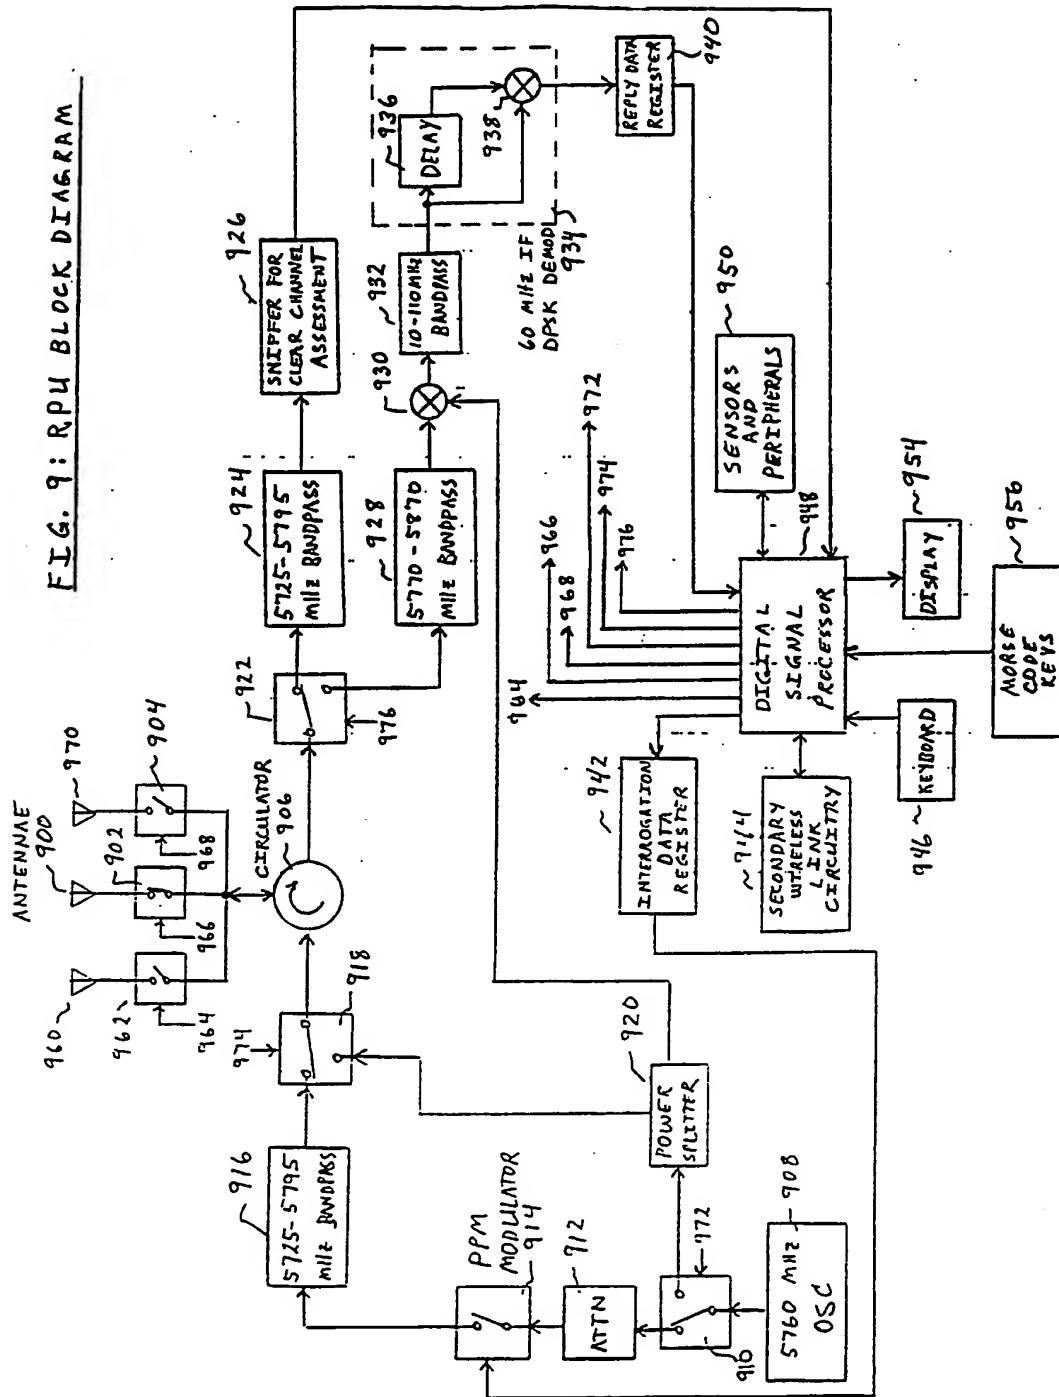 FIG. 9: RPU BLOCK DIAGRAM
ANTENNAE
960
900
970
962
902
904
964
966
968
CIRCULATOR
906
974
918
916
5725-5795
MHz BANDPASS
922
976
924
5725-5795
MHz BANDPASS
926
SNIFFER FOR
CLEAR CHANNEL
ASSESSMENT
928
5770-5870
MHz BANDPASS
930
932
10-110MHz
BANDPASS
936
DELAY
938
60 MHz IF
DPSK DEMOD
934
REPLY DATA
REGISTER
940
PPM
MODULATOR
914
912
ATTN
910
972
5760 MHz
OSC
908
920
POWER
SPLITTER
942
INTERROGATION
DATA
REGISTER
964
966
968
972
974
976
944
SECONDARY
WIRELESS
LINK
CIRCUITRY
DIGITAL
SIGNAL
PROCESSOR
948
950
SENSORS
AND
PERIPHERALS
946
KEYBOARD
DISPLAY
954
MORSE
CODE
KEYS
956